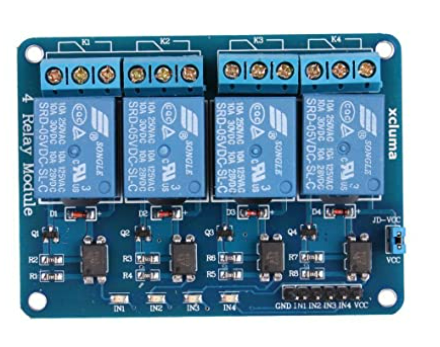 K1 K2 K3 K4
4 Relay Module
xcluma
SONGLE SONGLE SONGLE SONGLE
10A 250VAC 10A 125VAC
10A 30VDC 10A 28VDC
SRD-05VDC-SL-C
10A 250VAC 10A 125VAC
10A 30VDC 10A 28VDC
SRD-05VDC-SL-C
10A 250VAC 10A 125VAC
10A 30VDC 10A 28VDC
SRD-05VDC-SL-C
10A 250VAC 10A 125VAC
10A 30VDC 10A 28VDC
SRD-05VDC-SL-C
D1 D2 D3 D4
Q1 Q2 Q3 Q4
JD-VCC
VCC
R2 R3 R6 R7
R1 R4 R5 R8
IN1 IN2 IN3 IN4
GND IN1 IN2 IN3 IN4 VCC